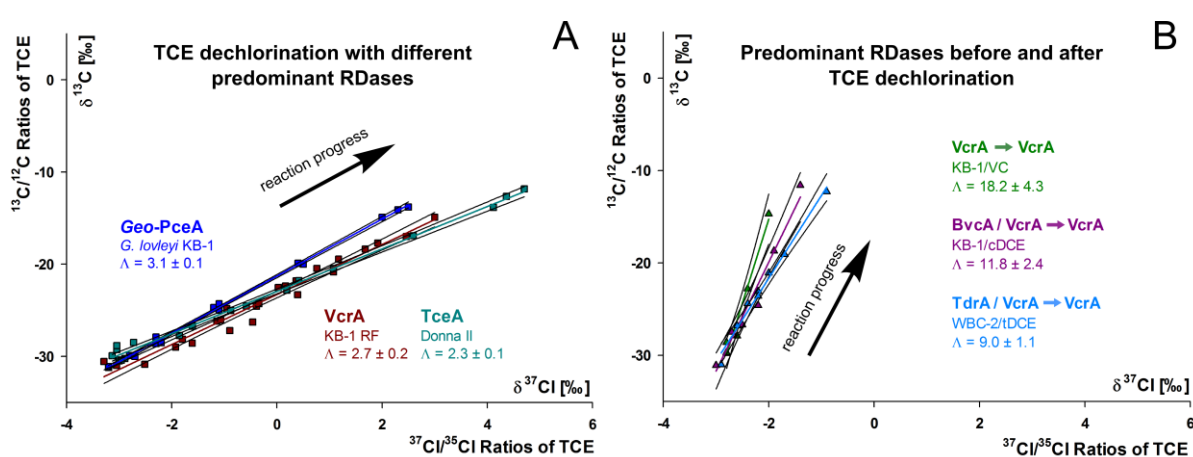 A
TCE dechlorination with different
predominant RDases
¹³C/¹²C Ratios of TCE
δ ¹³C [‰]
0
-10
-20
-30
reaction progress
Geo-PceA
G. lovleyi KB-1
Λ = 3.1 ± 0.1
VcrA
KB-1 RF
Λ = 2.7 ± 0.2
TceA
Donna II
Λ = 2.3 ± 0.1
δ ³⁷Cl [‰]
-4 -2 0 2 4 6
³⁷Cl/³⁵Cl Ratios of TCE
B
Predominant RDases before and after
TCE dechlorination
¹³C/¹²C Ratios of TCE
δ ¹³C [‰]
0
-10
-20
-30
VcrA → VcrA
KB-1/VC
Λ = 18.2 ± 4.3
BvcA / VcrA → VcrA
KB-1/cDCE
Λ = 11.8 ± 2.4
TdrA / VcrA → VcrA
WBC-2/tDCE
Λ = 9.0 ± 1.1
reaction progress
δ ³⁷Cl [‰]
-4 -2 0 2 4 6
³⁷Cl/³⁵Cl Ratios of TCE